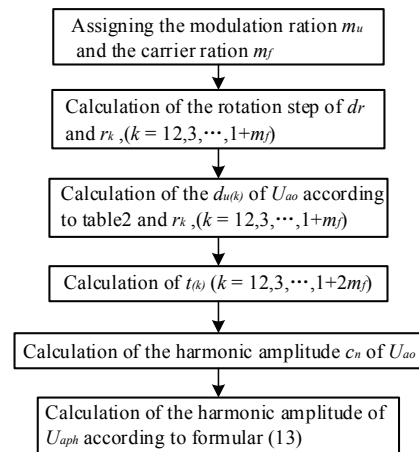 Assigning the modulation ration mu
and the carrier ration mf
Calculation of the rotation step of dr
and rk ,(k = 12,3,⋯,1+mf)
Calculation of the du(k) of Uao according
to table2 and rk ,(k = 12,3,⋯,1+mf)
Calculation of t(k) (k = 12,3,⋯,1+2mf)
Calculation of the harmonic amplitude cn of Uao
Calculation of the harmonic amplitude of
Uaph according to formular (13)